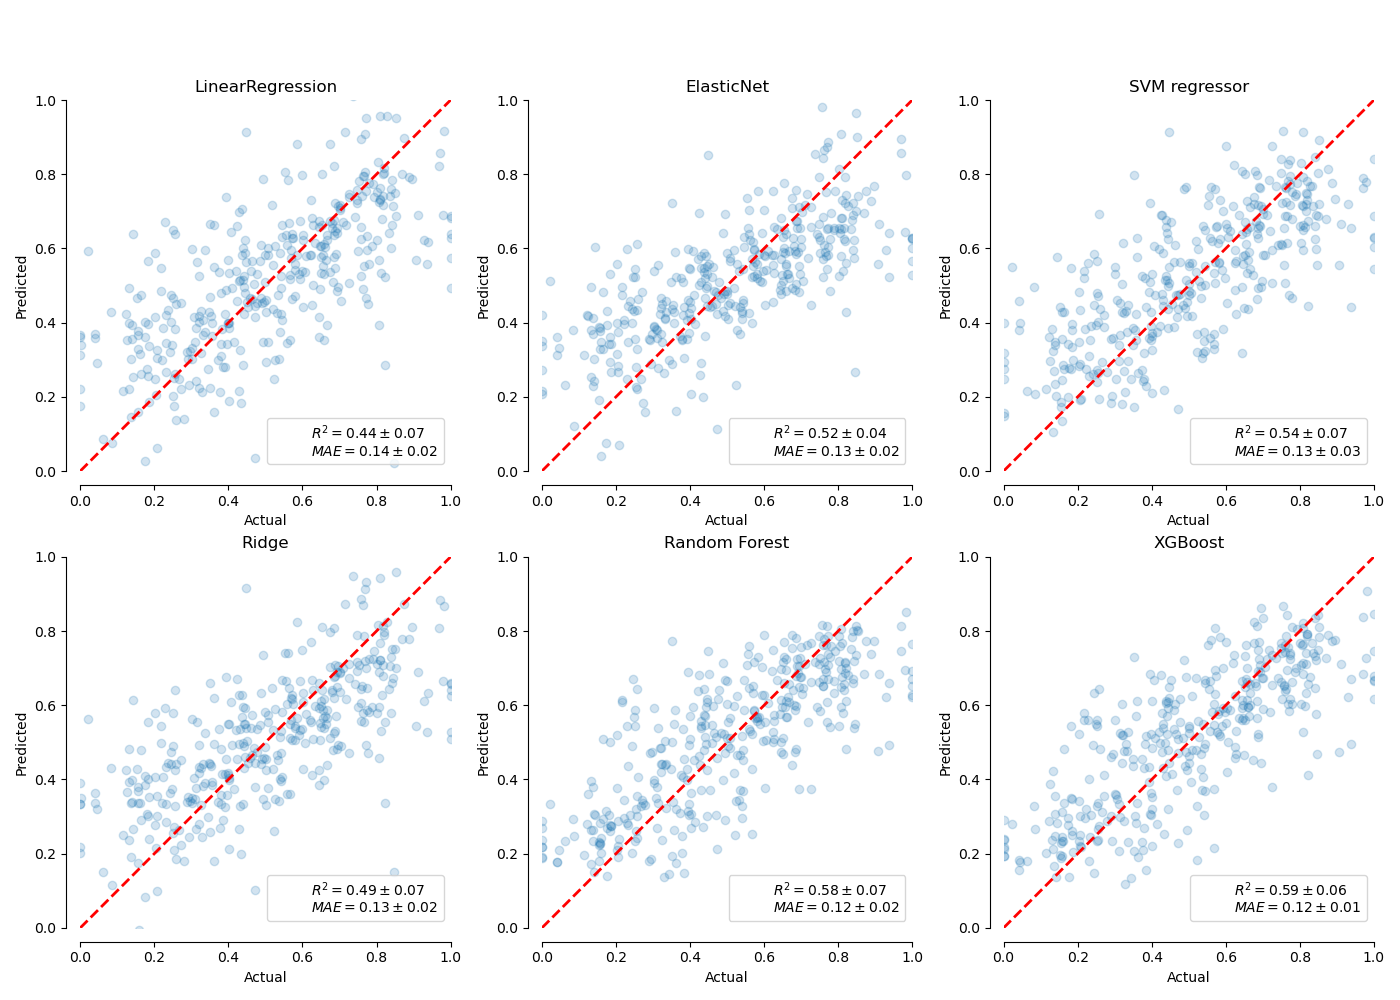 LinearRegression
1.0
0.8
0.6
0.4
0.2
0.0
Predicted
R² = 0.44 ± 0.07
MAE = 0.14 ± 0.02
0.0 0.2 0.4 0.6 0.8 1.0
Actual
ElasticNet
1.0
0.8
0.6
0.4
0.2
0.0
Predicted
R² = 0.52 ± 0.04
MAE = 0.13 ± 0.02
0.0 0.2 0.4 0.6 0.8 1.0
Actual
SVM regressor
1.0
0.8
0.6
0.4
0.2
0.0
Predicted
R² = 0.54 ± 0.07
MAE = 0.13 ± 0.03
0.0 0.2 0.4 0.6 0.8 1.0
Actual
Ridge
1.0
0.8
0.6
0.4
0.2
0.0
Predicted
R² = 0.49 ± 0.07
MAE = 0.13 ± 0.02
0.0 0.2 0.4 0.6 0.8 1.0
Actual
Random Forest
1.0
0.8
0.6
0.4
0.2
0.0
Predicted
R² = 0.58 ± 0.07
MAE = 0.12 ± 0.02
0.0 0.2 0.4 0.6 0.8 1.0
Actual
XGBoost
1.0
0.8
0.6
0.4
0.2
0.0
Predicted
R² = 0.59 ± 0.06
MAE = 0.12 ± 0.01
0.0 0.2 0.4 0.6 0.8 1.0
Actual